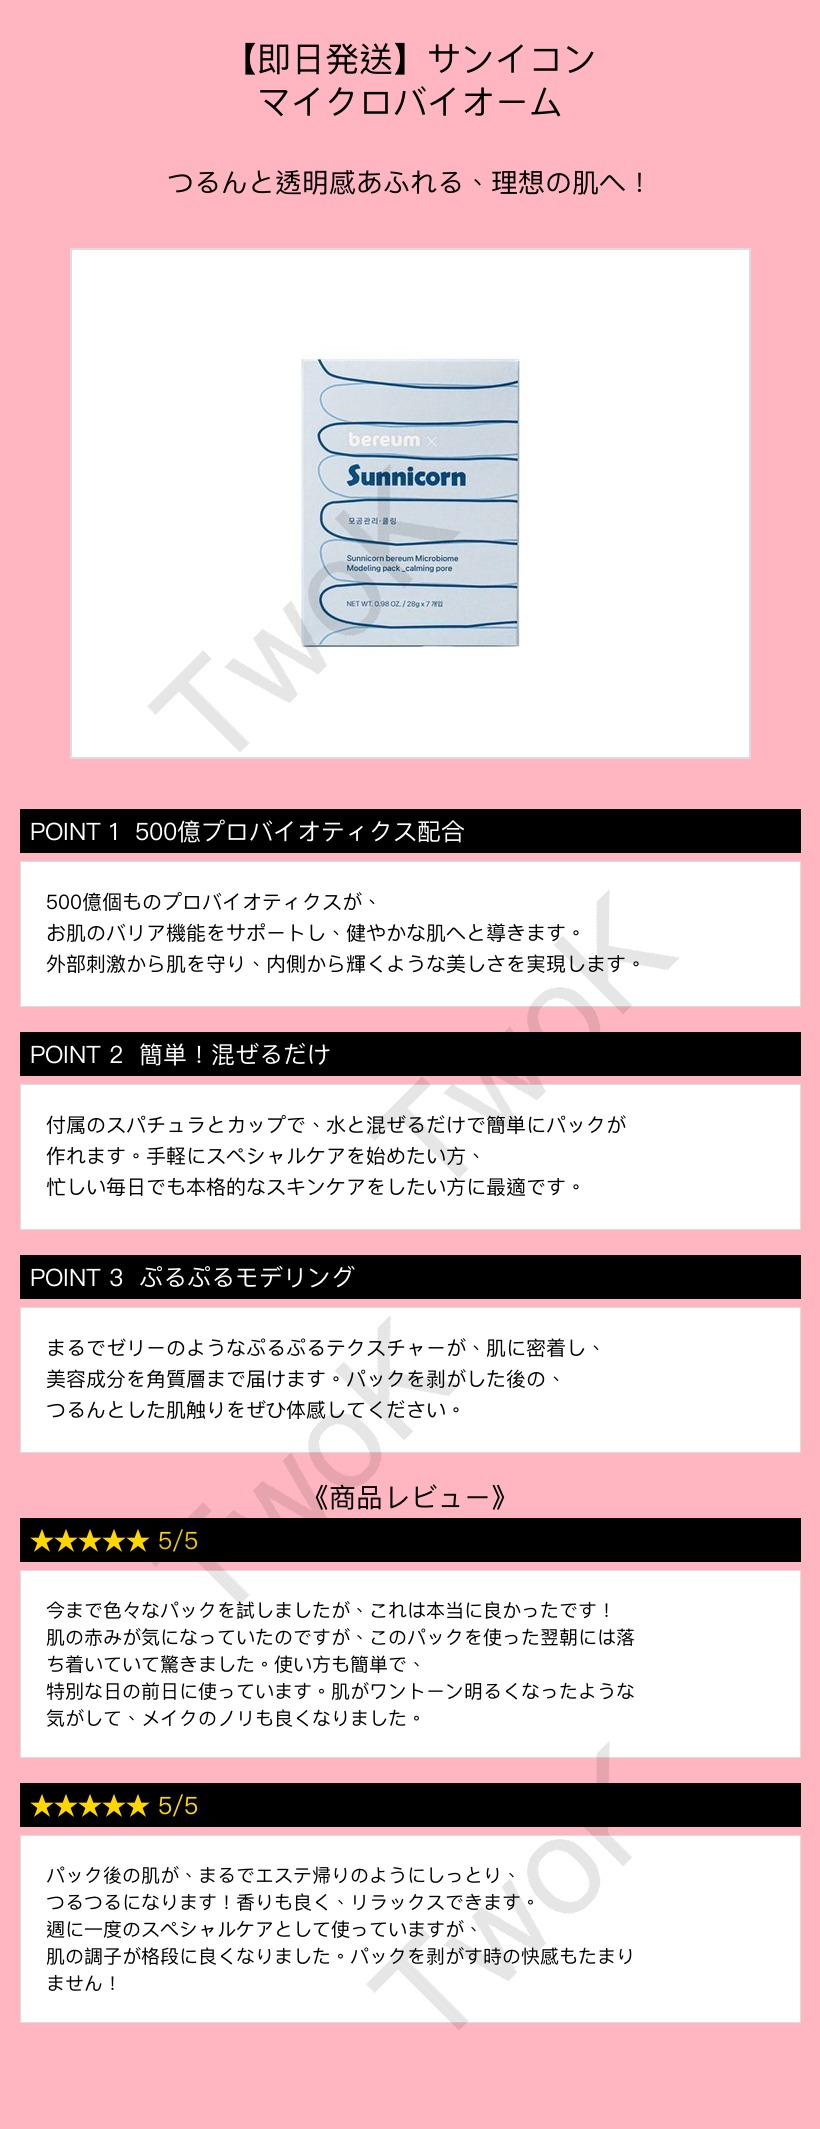 【即日発送】サンイコン
マイクロバイオーム
つるんと透明感あふれる、理想の肌へ！
bereum ×
Sunnicorn
모공관리·쿨링
Sunnicorn bereum Microbiome
Modeling pack _calming pore
NET WT. 0.98 OZ. / 28g x 7 개입
TwoK
POINT 1 500億プロバイオティクス配合
500億個ものプロバイオティクスが、
お肌のバリア機能をサポートし、健やかな肌へと導きます。
外部刺激から肌を守り、内側から輝くような美しさを実現します。
TwoK
POINT 2 簡単！混ぜるだけ
付属のスパチュラとカップで、水と混ぜるだけで簡単にパックが
作れます。手軽にスペシャルケアを始めたい方、
忙しい毎日でも本格的なスキンケアをしたい方に最適です。
POINT 3 ぷるぷるモデリング
まるでゼリーのようなぷるぷるテクスチャーが、肌に密着し、
美容成分を角質層まで届けます。パックを剥がした後の、
つるんとした肌触りをぜひ体感してください。
TwoK
《商品レビュー》
★★★★★ 5/5
今まで色々なパックを試しましたが、これは本当に良かったです！
肌の赤みが気になっていたのですが、このパックを使った翌朝には落
ち着いていて驚きました。使い方も簡単で、
特別な日の前日に使っています。肌がワントーン明るくなったような
気がして、メイクのノリも良くなりました。
★★★★★ 5/5
パック後の肌が、まるでエステ帰りのようにしっとり、
つるつるになります！香りも良く、リラックスできます。
週に一度のスペシャルケアとして使っていますが、
肌の調子が格段に良くなりました。パックを剥がす時の快感もたまり
ません！
TwoK